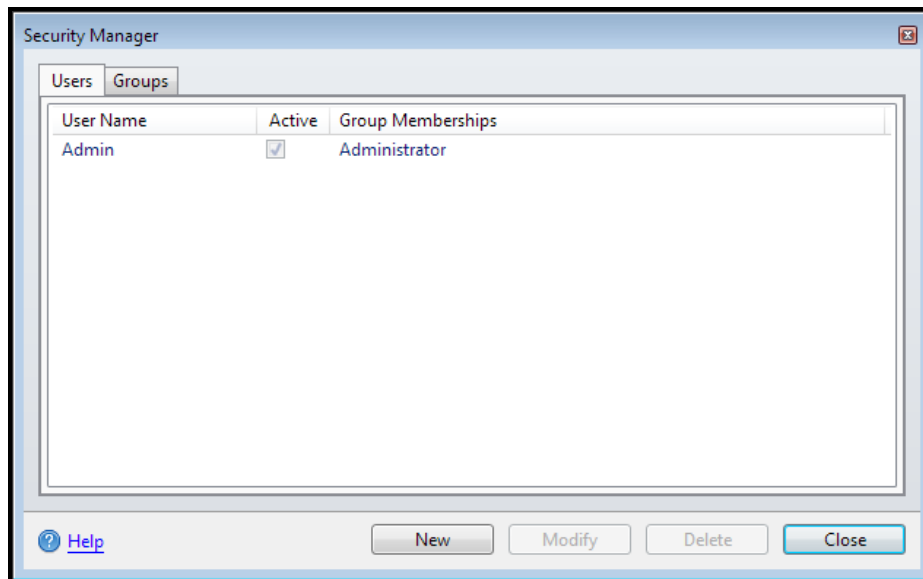 Security Manager
Users Groups
User Name Active Group Memberships
Admin Administrator
Help New Modify Delete Close